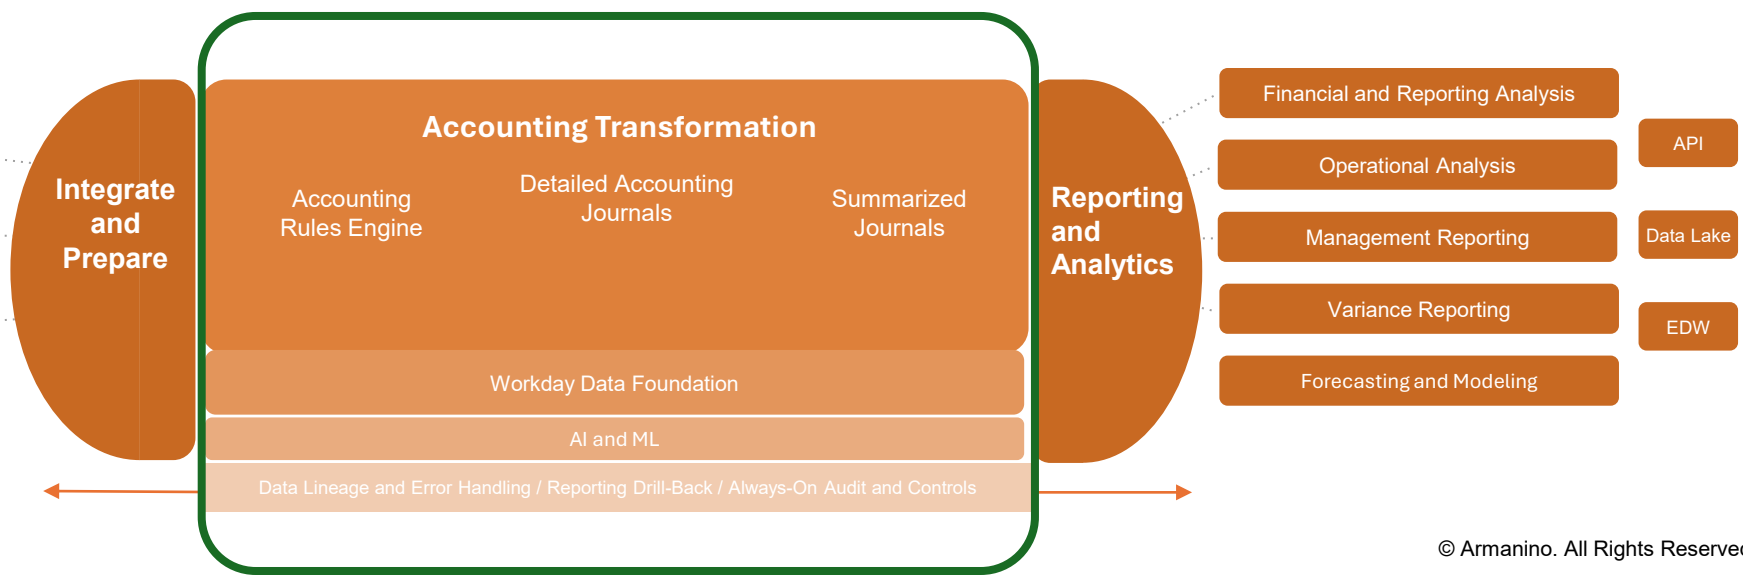 Integrate
and
Prepare
Accounting Transformation
Accounting
Rules Engine
Detailed Accounting
Journals
Summarized
Journals
Workday Data Foundation
AI and ML
Data Lineage and Error Handling / Reporting Drill-Back / Always-On Audit and Controls
Reporting
and
Analytics
Financial and Reporting Analysis
Operational Analysis
Management Reporting
Variance Reporting
Forecasting and Modeling
API
Data Lake
EDW
© Armanino. All Rights Reserved